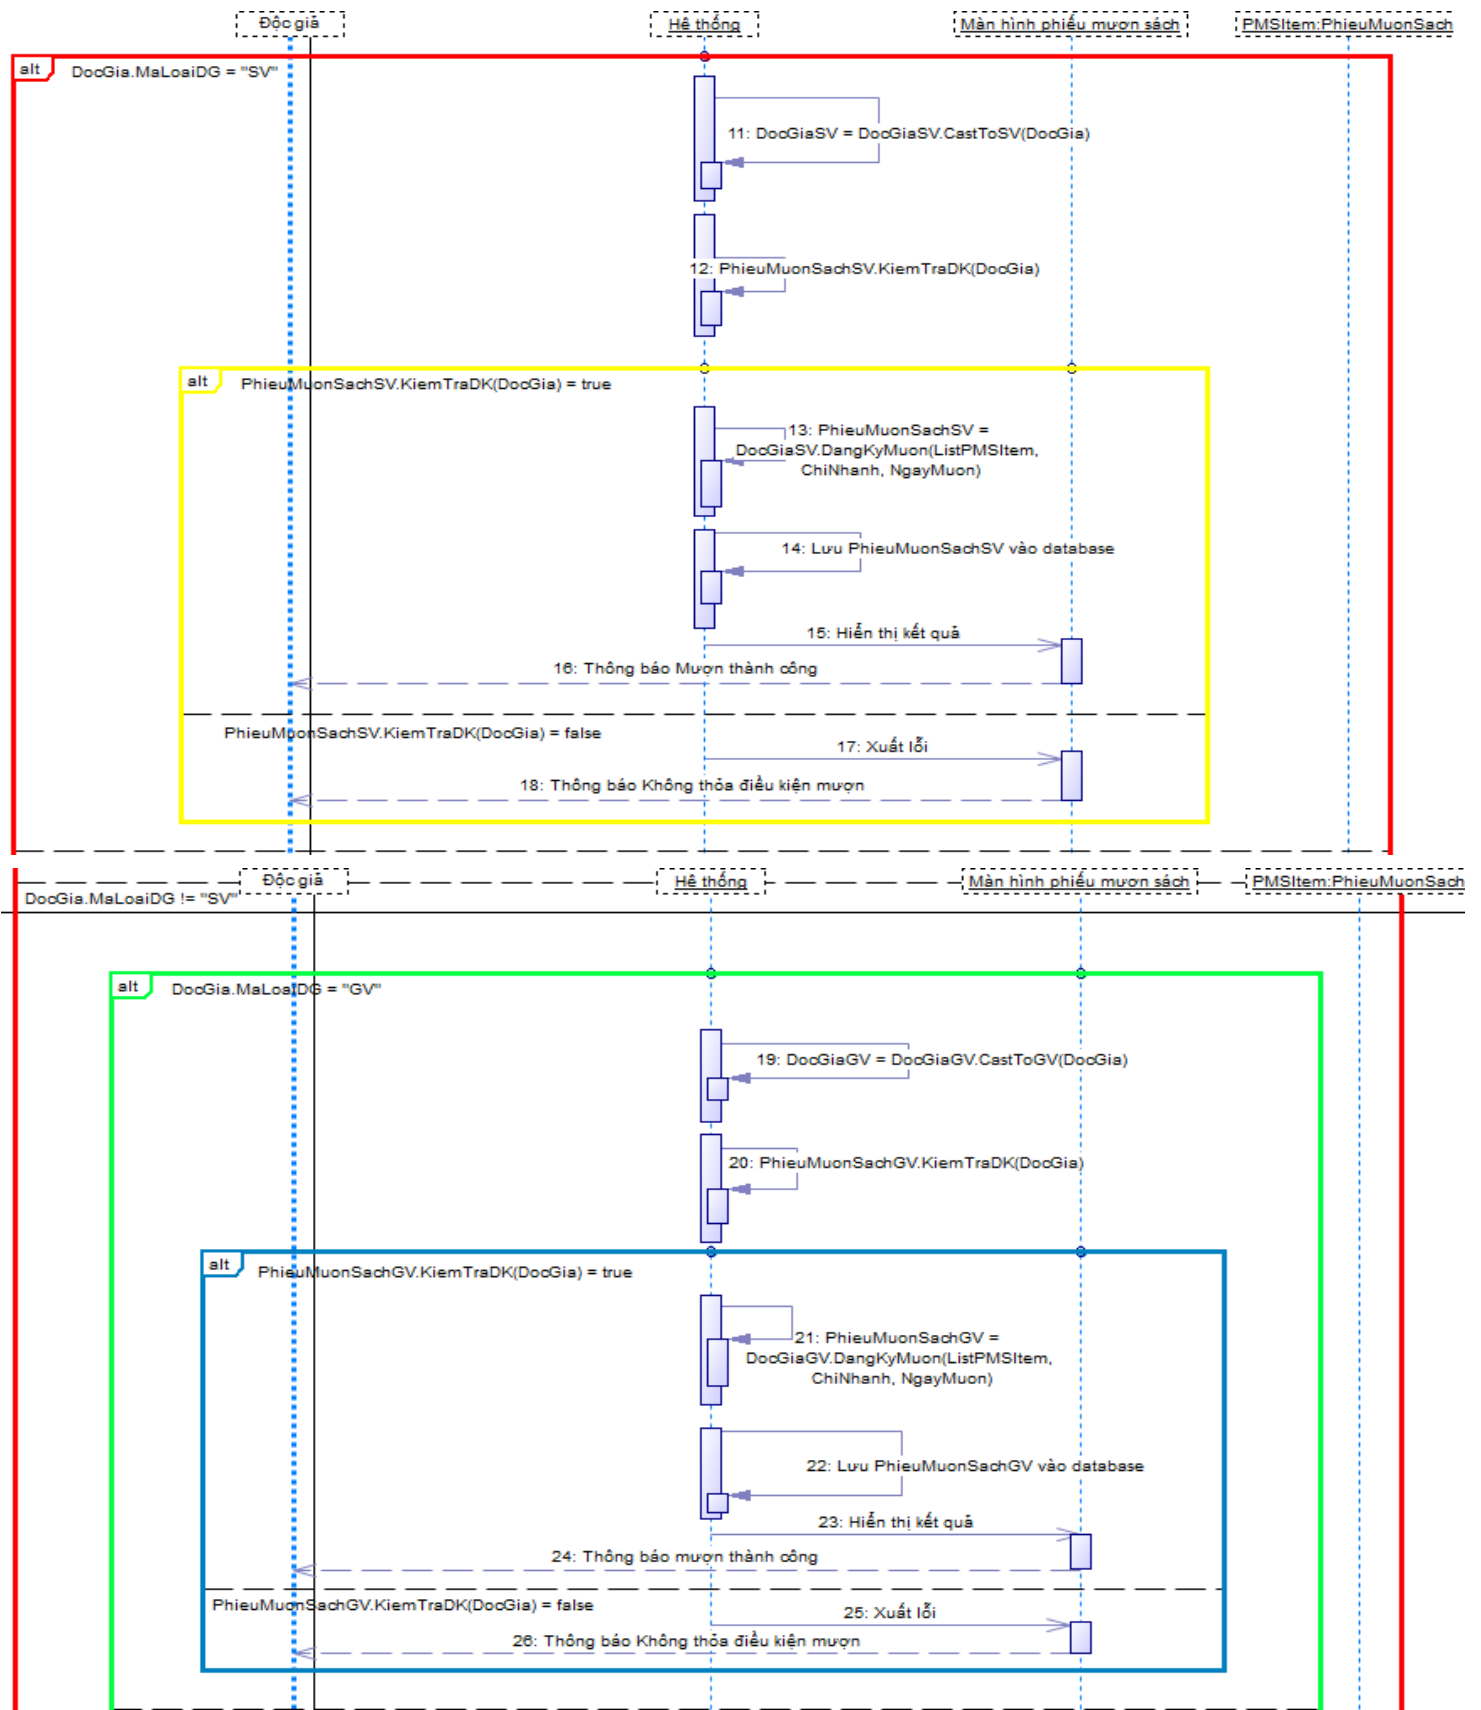 Độc giả
Hệ thống
Màn hình phiếu mượn sách
PMSItem:PhieuMuonSach
alt
DocGia.MaLoaiDG = "SV"
11: DocGiaSV = DocGiaSV.CastToSV(DocGia)
12: PhieuMuonSachSV.KiemTraDK(DocGia)
alt
PhieuMuonSachSV.KiemTraDK(DocGia) = true
13: PhieuMuonSachSV =
DocGiaSV.DangKyMuon(ListPMSItem,
ChiNhanh, NgayMuon)
14: Lưu PhieuMuonSachSV vào database
15: Hiển thị kết quả
16: Thông báo Mượn thành công
PhieuMuonSachSV.KiemTraDK(DocGia) = false
17: Xuất lỗi
18: Thông báo Không thỏa điều kiện mượn
Độc giả
Hệ thống
Màn hình phiếu mượn sách
PMSItem:PhieuMuonSach
DocGia.MaLoaiDG != "SV"
alt
DocGia.MaLoaiDG = "GV"
19: DocGiaGV = DocGiaGV.CastToGV(DocGia)
20: PhieuMuonSachGV.KiemTraDK(DocGia)
alt
PhieuMuonSachGV.KiemTraDK(DocGia) = true
21: PhieuMuonSachGV =
DocGiaGV.DangKyMuon(ListPMSItem,
ChiNhanh, NgayMuon)
22: Lưu PhieuMuonSachGV vào database
23: Hiển thị kết quả
24: Thông báo mượn thành công
PhieuMuonSachGV.KiemTraDK(DocGia) = false
25: Xuất lỗi
26: Thông báo Không thỏa điều kiện mượn